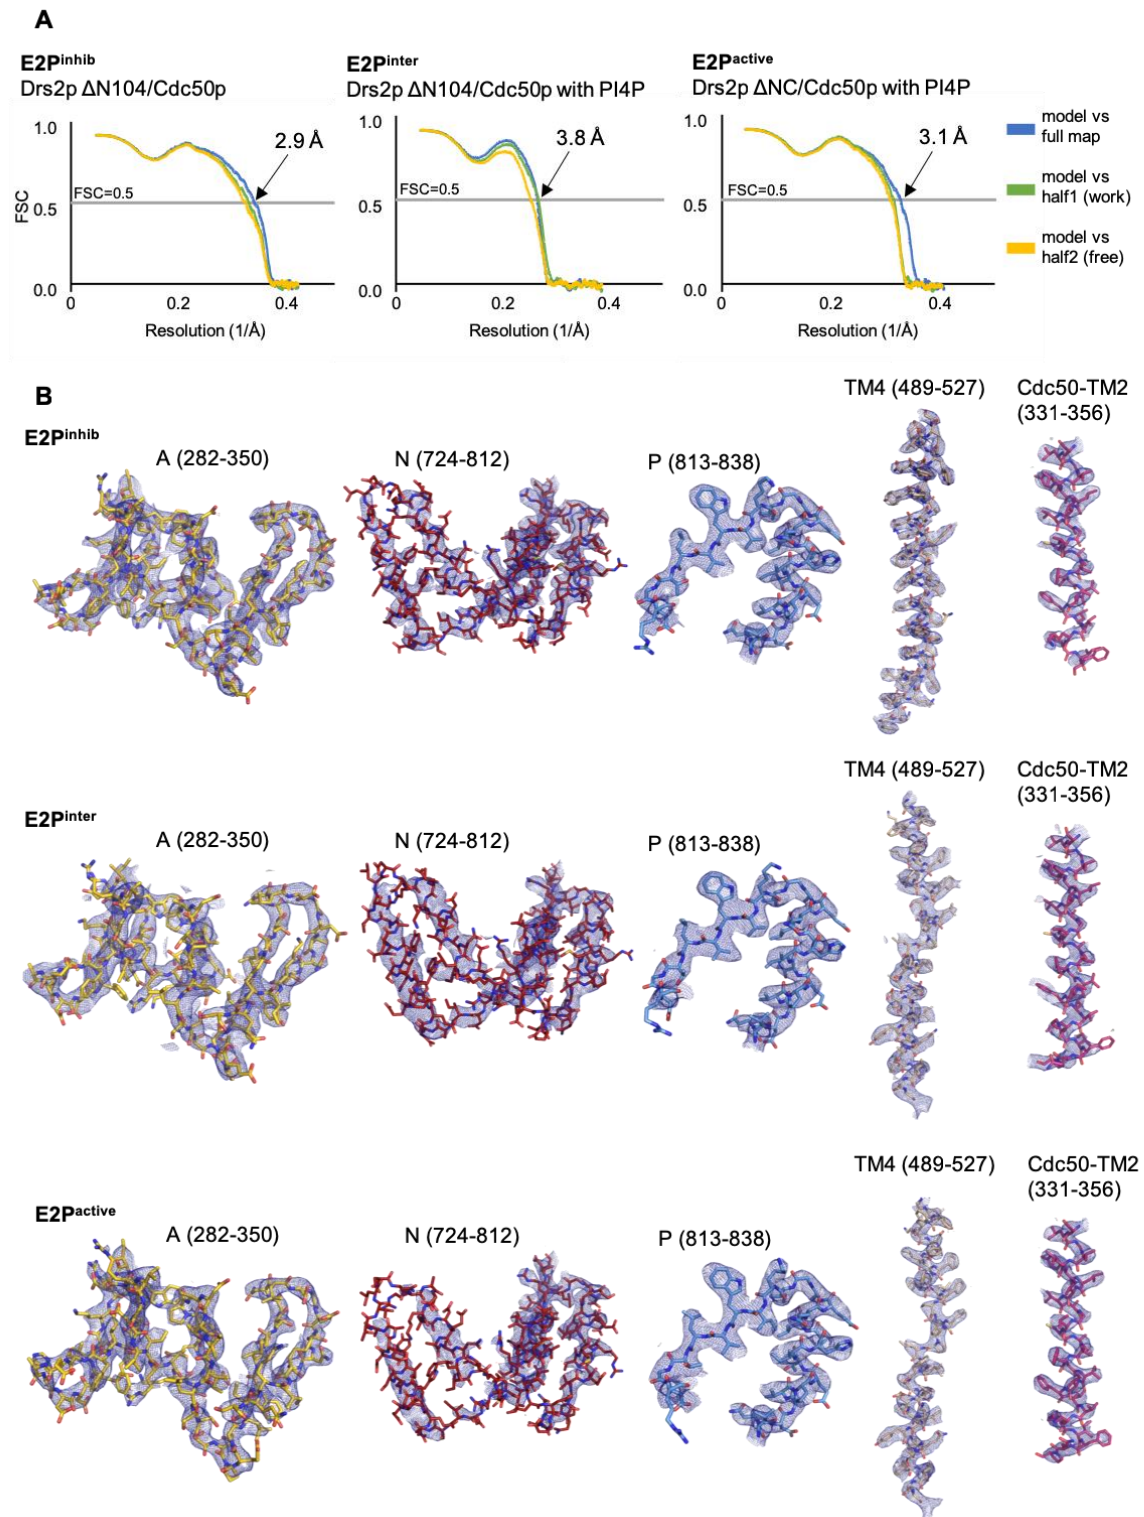 A
E2Pinhib
Drs2p ΔN104/Cdc50p
E2Pinter
Drs2p ΔN104/Cdc50p with PI4P
E2Pactive
Drs2p ΔNC/Cdc50p with PI4P
1.0
2.9 Å
FSC=0.5
FSC
0.5
0.0
0
0.2
0.4
Resolution (1/Å)
1.0
3.8 Å
FSC=0.5
0.5
0.0
0
0.2
0.4
Resolution (1/Å)
1.0
3.1 Å
FSC=0.5
0.5
0.0
0
0.2
0.4
Resolution (1/Å)
model vs
full map
model vs
half1 (work)
model vs
half2 (free)
B
E2Pinhib
A (282-350)
N (724-812)
P (813-838)
TM4 (489-527)
Cdc50-TM2
(331-356)
E2Pinter
A (282-350)
N (724-812)
P (813-838)
TM4 (489-527)
Cdc50-TM2
(331-356)
E2Pactive
A (282-350)
N (724-812)
P (813-838)
TM4 (489-527)
Cdc50-TM2
(331-356)